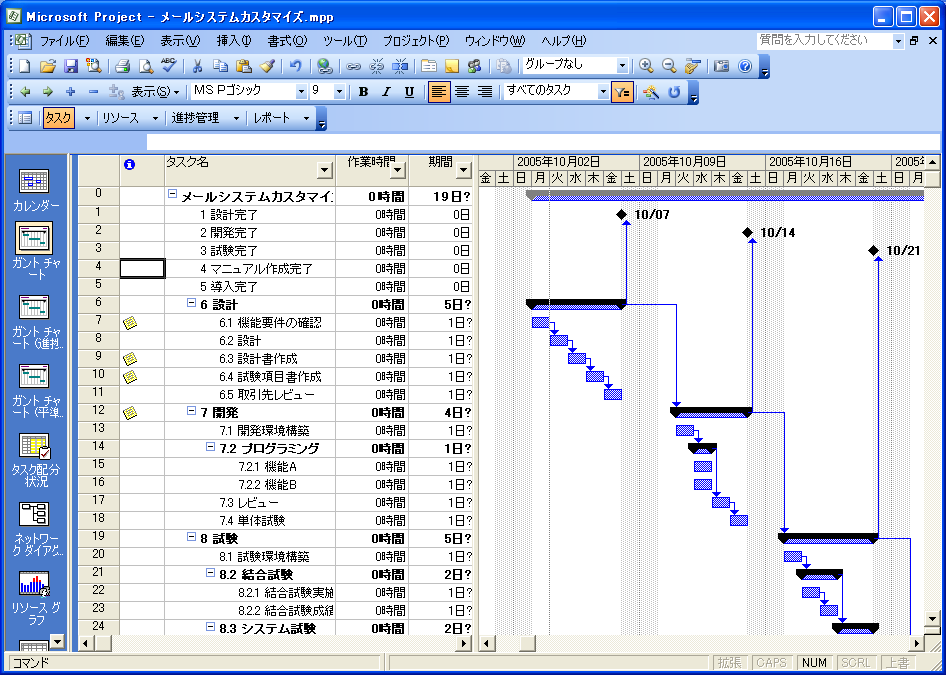 Microsoft Project - メールシステムカスタマイズ.mpp
ファイル(F) 編集(E) 表示(V) 挿入(I) 書式(O) ツール(T) プロジェクト(P) ウィンドウ(W) ヘルプ(H) 質問を入力してください
グループなし
表示(S) MS Pゴシック 9 B I U すべてのタスク
タスク リソース 進捗管理 レポート
カレンダー
ガント チャート
ガント チャート (進捗..
ガント チャート (平準..
タスク配分状況
ネットワーク ダイアグ..
リソース グラフ
タスク名 作業時間 期間
2005年10月02日 2005年10月09日 2005年10月16日 2005年
金 土 日 月 火 水 木 金 土 日 月 火 水 木 金 土 日 月 火 水 木 金 土 日 月
0 メールシステムカスタマイズ 0時間 19日?
1 1 設計完了 0時間 0日 10/07
2 2 開発完了 0時間 0日 10/14
3 3 試験完了 0時間 0日 10/21
4 4 マニュアル作成完了 0時間 0日
5 5 導入完了 0時間 0日
6 6 設計 0時間 5日?
7 6.1 機能要件の確認 0時間 1日?
8 6.2 設計 0時間 1日?
9 6.3 設計書作成 0時間 1日?
10 6.4 試験項目書作成 0時間 1日?
11 6.5 取引先レビュー 0時間 1日?
12 7 開発 0時間 4日?
13 7.1 開発環境構築 0時間 1日?
14 7.2 プログラミング 0時間 1日?
15 7.2.1 機能A 0時間 1日?
16 7.2.2 機能B 0時間 1日?
17 7.3 レビュー 0時間 1日?
18 7.4 単体試験 0時間 1日?
19 8 試験 0時間 5日?
20 8.1 試験環境構築 0時間 1日?
21 8.2 結合試験 0時間 2日?
22 8.2.1 結合試験実施 0時間 1日?
23 8.2.2 結合試験成績 0時間 1日?
24 8.3 システム試験 0時間 2日?
コマンド 拡張 CAPS NUM SCRL 上書